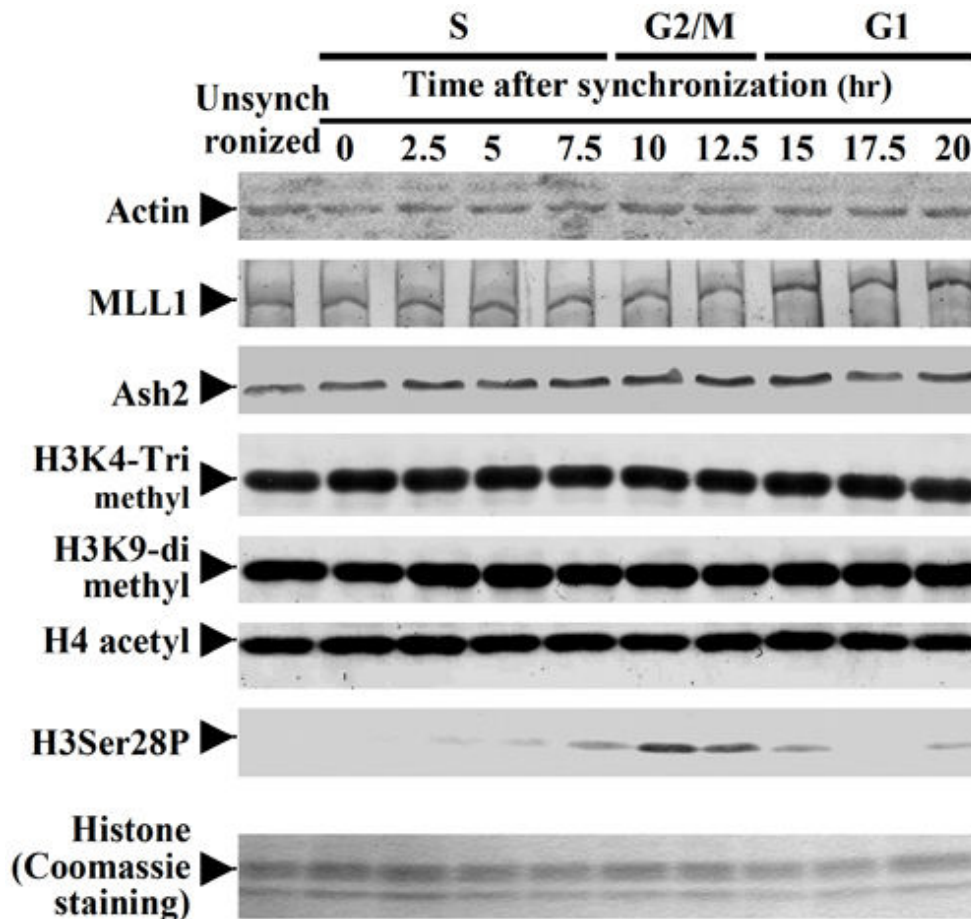 S G2/M G1
Time after synchronization (hr)
Unsynch
ronized 0 2.5 5 7.5 10 12.5 15 17.5 20
Actin
MLL1
Ash2
H3K4-Tri
methyl
H3K9-di
methyl
H4 acetyl
H3Ser28P
Histone
(Coomassie
staining)